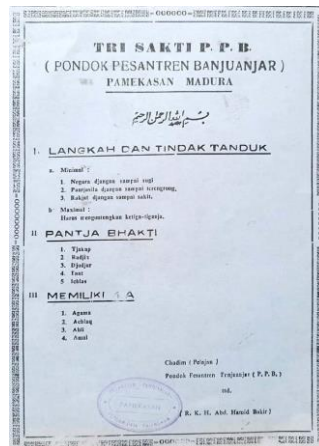 TRI SAKTI P. P. B.
( PONDOK PESANTREN BANJUANJAR )
PAMEKASAN MADURA
بسم الله الرحمن الرحيم
I. LANGKAH DAN TINDAK TANDUK
a. Minimal :
1. Negara djangan sampai rugi
2. Pantjasila djangan sampai
3. Rakjat djangan sampai sakit.
b Maximal :
Harus menguntungkan ketiga-tiganja.
II PANTJA BHAKTI
1. Tjakap
2. Radjin
3. Djudjur
4. Taat
5 Ichlas
III MEMILIKI A
1. Agama
2. Achlaq
3. Ahli
4. Amal
Chadim ( Pelajan )
Pondok Pesantren ( P. P. B. )
ttd.
( R. K. H. Abd. Hamid Bakir )